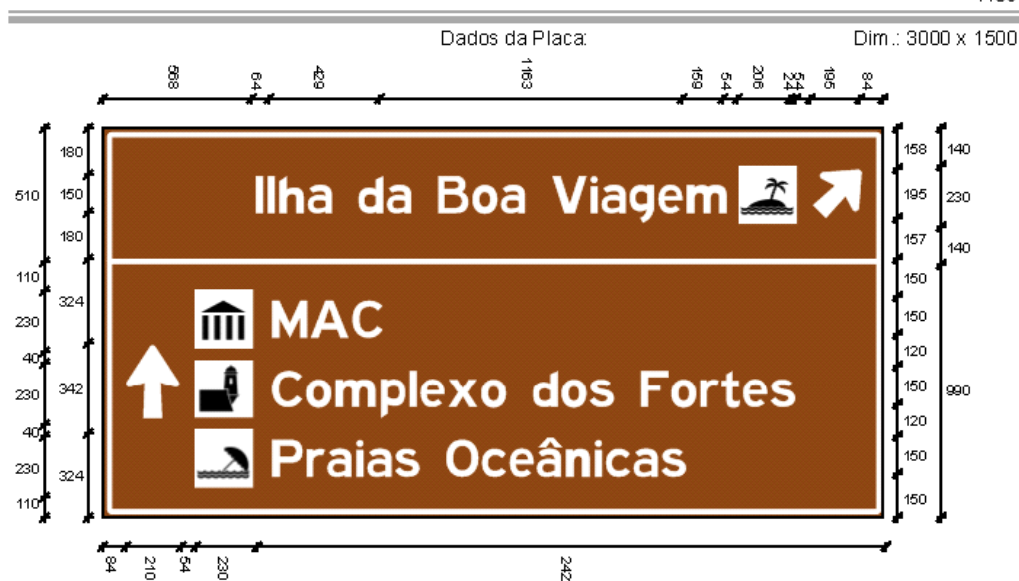 Dados da Placa:
Dim.: 3000 x 1500
568 64 429 1163 159 54 206 24 54 195 84
510 110 230 40 230 40 230 110
180 150 180 324 342 324
Ilha da Boa Viagem
MAC
Complexo dos Fortes
Praias Oceânicas
158 195 157 150 150 120 150 120 150 150
140 230 140 990
84 210 54 230 242